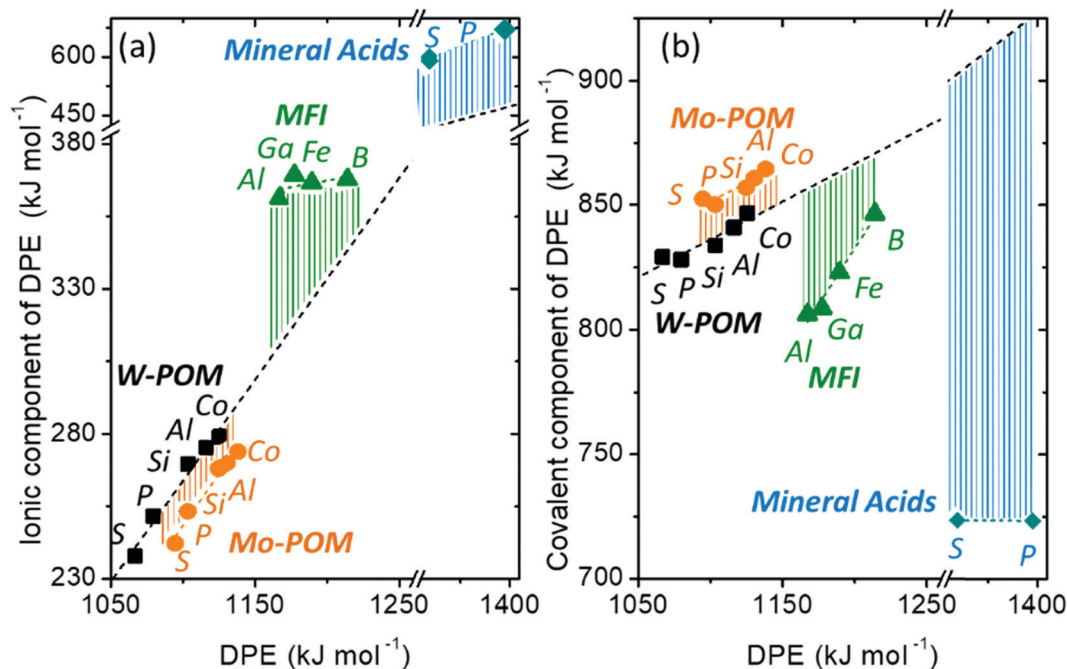 (a)
Ionic component of DPE (kJ mol⁻¹)
600
450
380
330
280
230
Mineral Acids
S
P
MFI
Al
Ga
Fe
B
W-POM
S
P
Si
Al
Co
Mo-POM
S
P
Si
Al
Co
1050
1150
1250
1400
DPE (kJ mol⁻¹)
(b)
Covalent component of DPE (kJ mol⁻¹)
900
850
800
750
700
Mo-POM
S
P
Si
Al
Co
W-POM
S
P
Si
Al
Co
MFI
Al
Ga
Fe
B
Mineral Acids
S
P
1050
1150
1250
1400
DPE (kJ mol⁻¹)